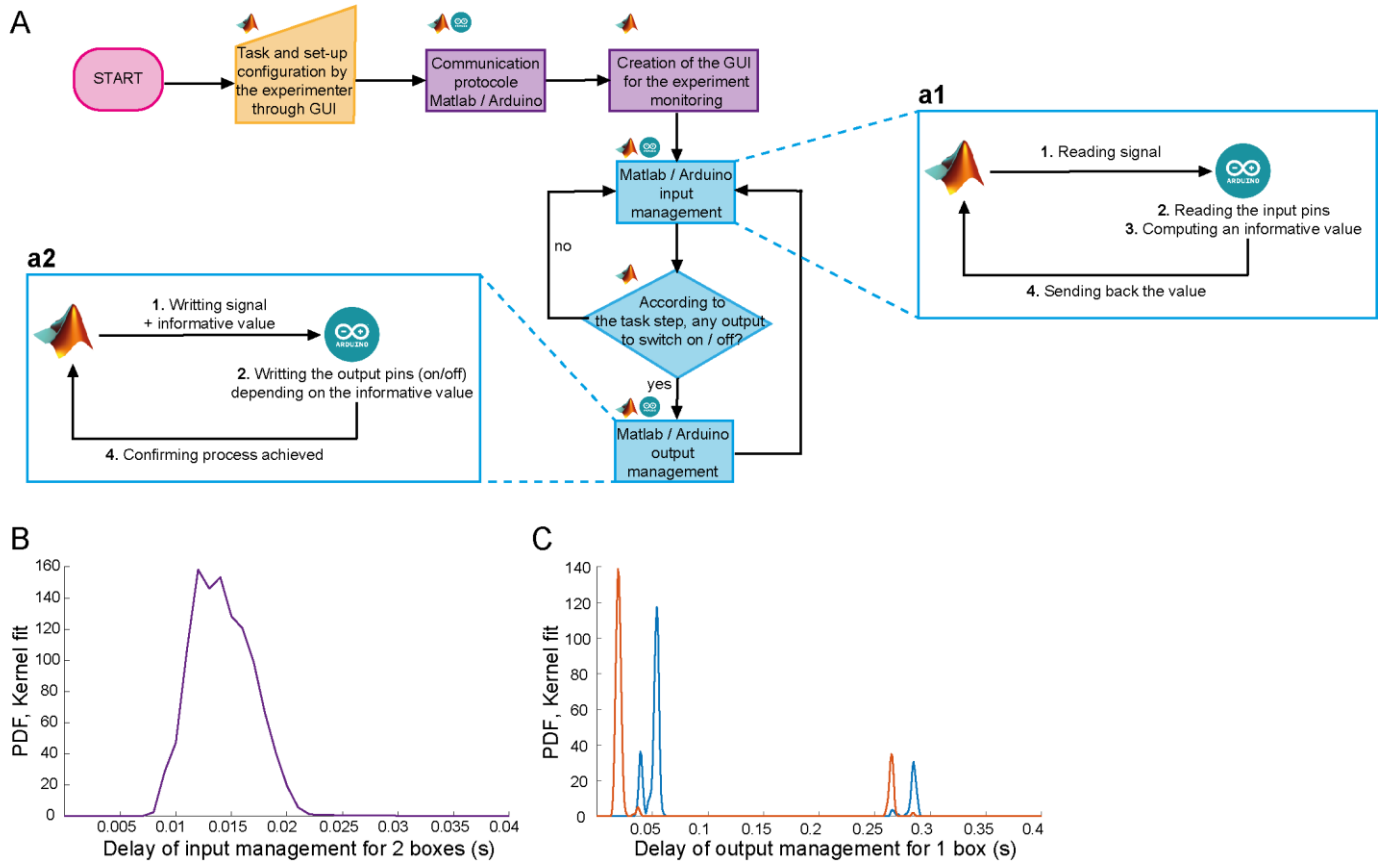 A
START
Task and set-up
configuration by
the experimenter
through GUI
Communication
protocole
Matlab / Arduino
Creation of the GUI
for the experiment
monitoring
a1
1. Reading signal
ARDUINO
2. Reading the input pins
3. Computing an informative value
4. Sending back the value
Matlab / Arduino
input
management
no
According to
the task step, any output
to switch on / off?
yes
Matlab / Arduino
output
management
a2
1. Writting signal
+ informative value
ARDUINO
2. Writting the output pins (on/off)
depending on the informative value
4. Confirming process achieved
B
PDF, Kernel fit
160
140
120
100
80
60
40
20
0
0.005 0.01 0.015 0.02 0.025 0.03 0.035 0.04
Delay of input management for 2 boxes (s)
C
PDF, Kernel fit
140
120
100
80
60
40
20
0
0.05 0.1 0.15 0.2 0.25 0.3 0.35 0.4
Delay of output management for 1 box (s)